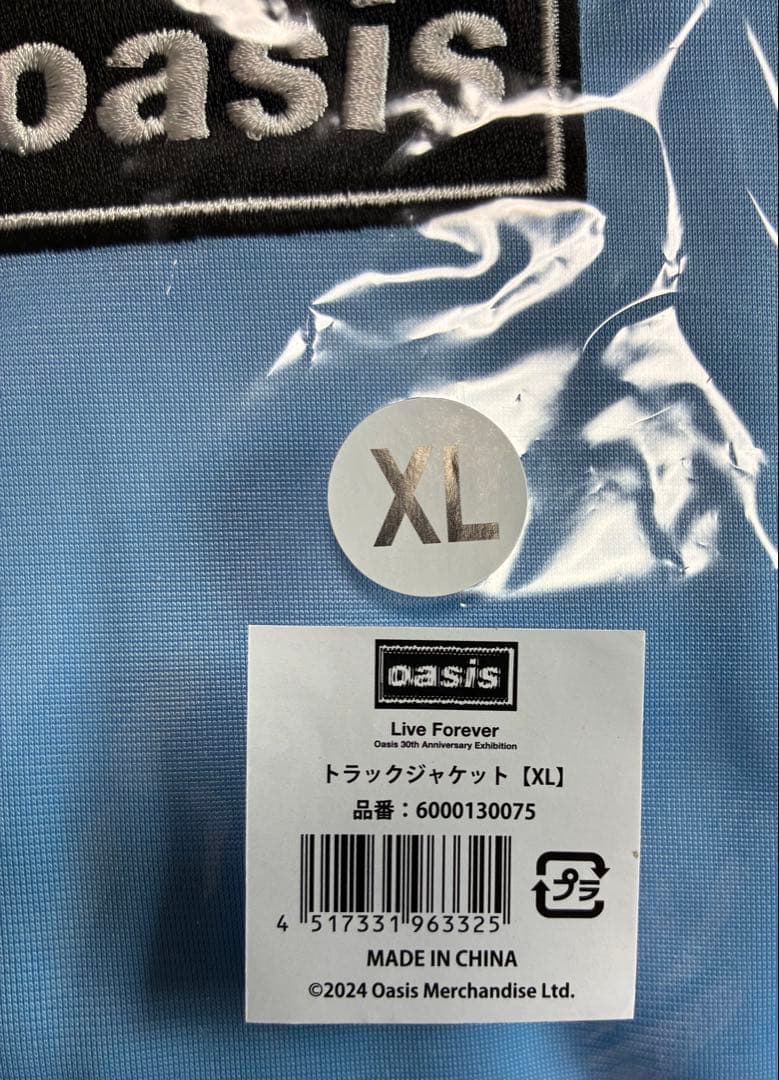 oasis
XL
oasis
Live Forever
Oasis 30th Anniversary Exhibition
トラックジャケット【XL】
品番：6000130075
プラ
4 517331 963325
MADE IN CHINA
©2024 Oasis Merchandise Ltd.